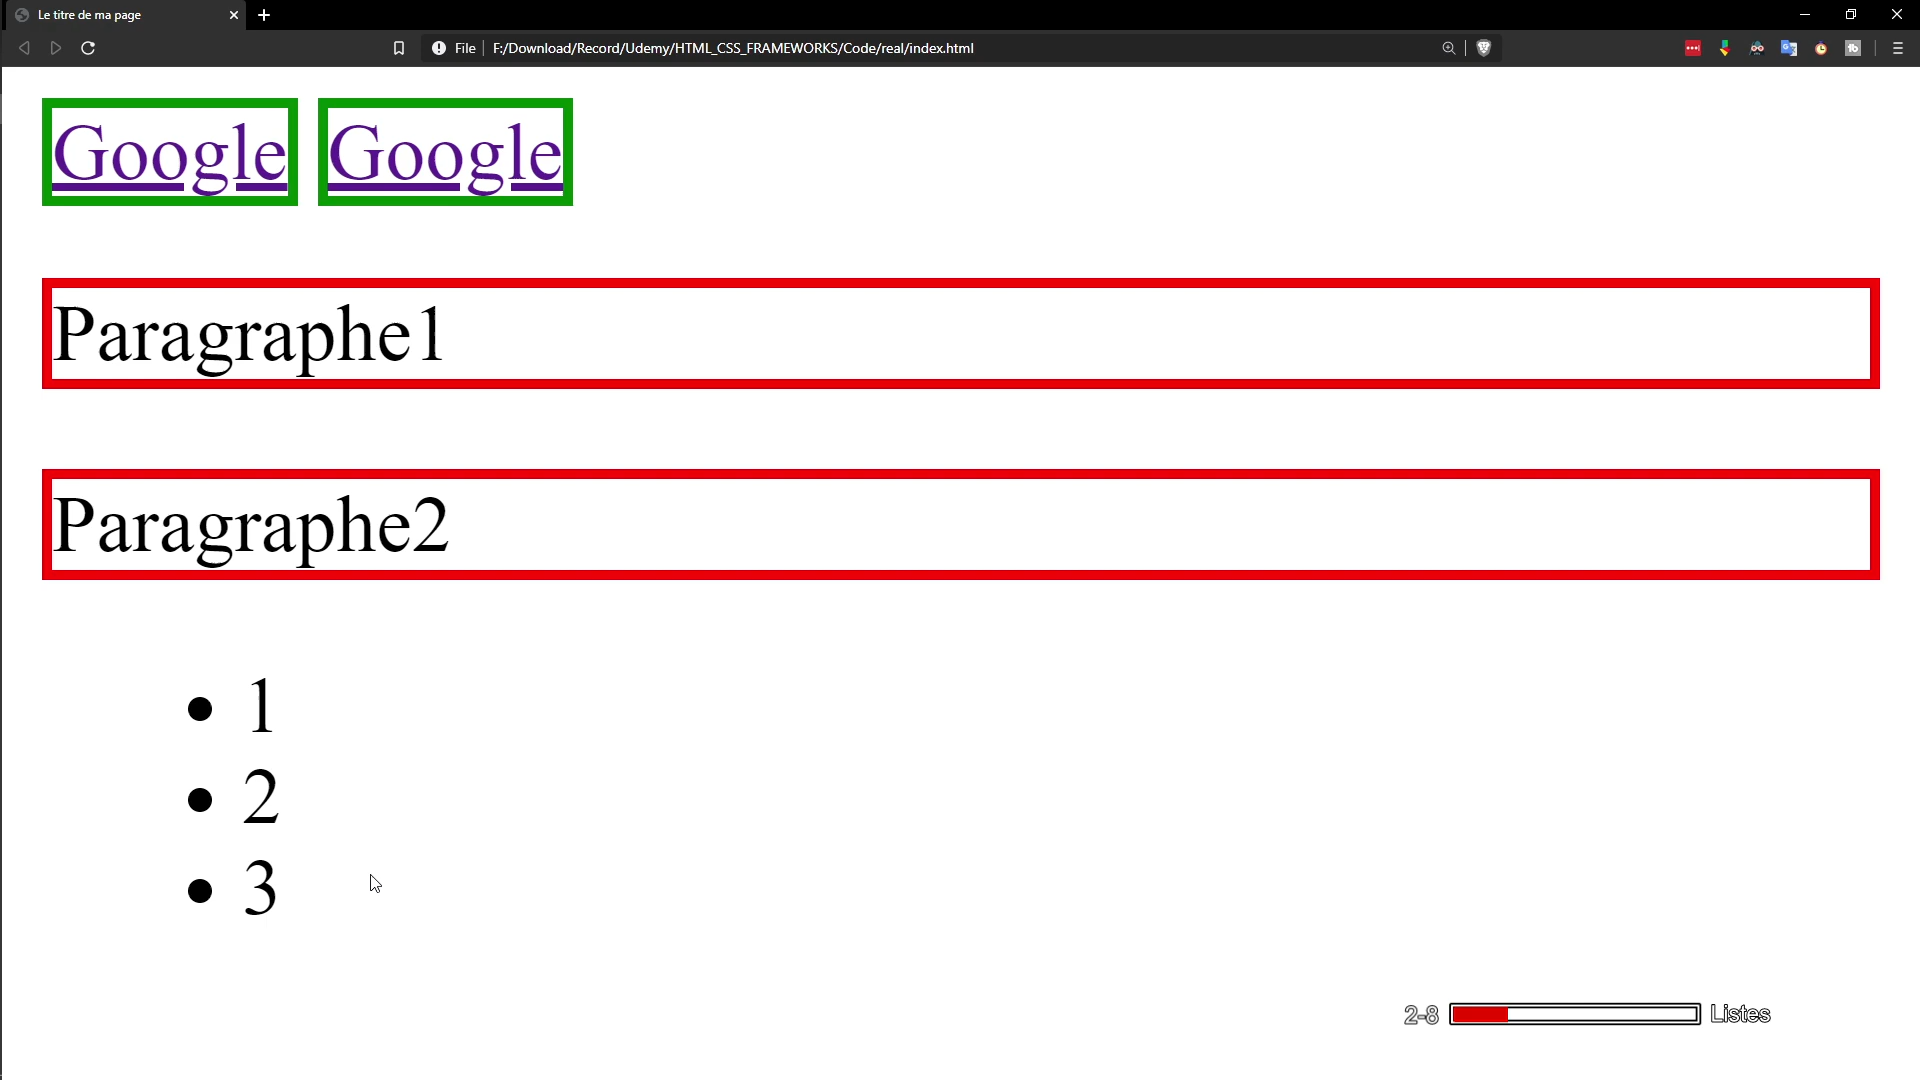 Le titre de ma page
File F:/Download/Record/Udemy/HTML_CSS_FRAMEWORKS/Code/real/index.html
Google Google
Paragraphe1
Paragraphe2
1
2
3
2-8 Listes